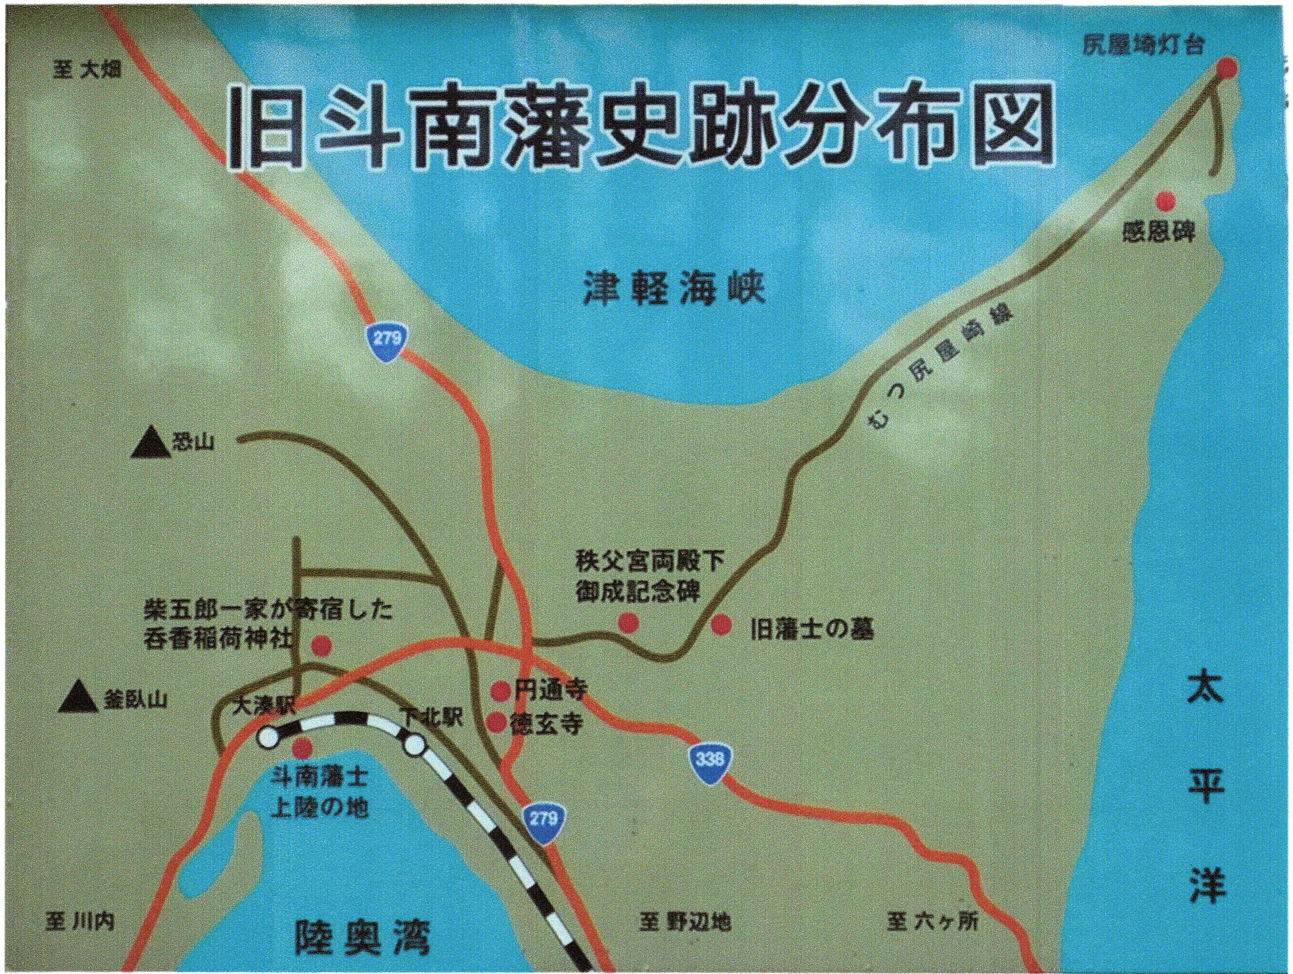 至 大畑
尻屋埼灯台
旧斗南藩史跡分布図
感恩碑
津軽海峡
279
むつ尻屋崎線
恐山
秩父宮両殿下
御成記念碑
旧藩士の墓
柴五郎一家が寄宿した
呑香稲荷神社
釜臥山
大湊駅
下北駅
円通寺
徳玄寺
斗南藩士
上陸の地
338
279
太平洋
至 川内
陸奥湾
至 野辺地
至 六ヶ所